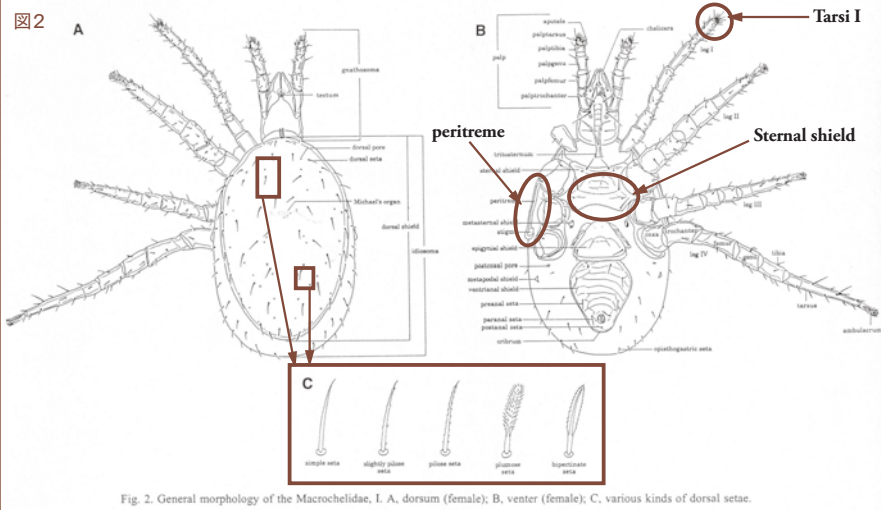 図2
A
gnathosoma
tectum
dorsal pore
dorsal seta
Michael's organ
dorsal shield
idiosoma
B
palp
apotele
palptarsus
palptibia
palpgenu
palpfemur
palptrochanter
chelicera
Tarsi I
leg I
leg II
peritreme
Sternal shield
tritosternum
sternal shield
metasternal shield
epigynial shield
postcoxal pore
metapodal shield
ventrianal shield
preanal seta
paranal seta
postanal seta
cribrum
opisthogastric seta
leg III
coxa
trochanter
femur
genu
tibia
leg IV
tarsus
ambulacrum
C
simple seta
slightly pilose
seta
pilose seta
plumose
seta
bipectinate
seta
Fig. 2. General morphology of the Macrochelidae, I. A, dorsum (female); B, venter (female); C, various kinds of dorsal setae.